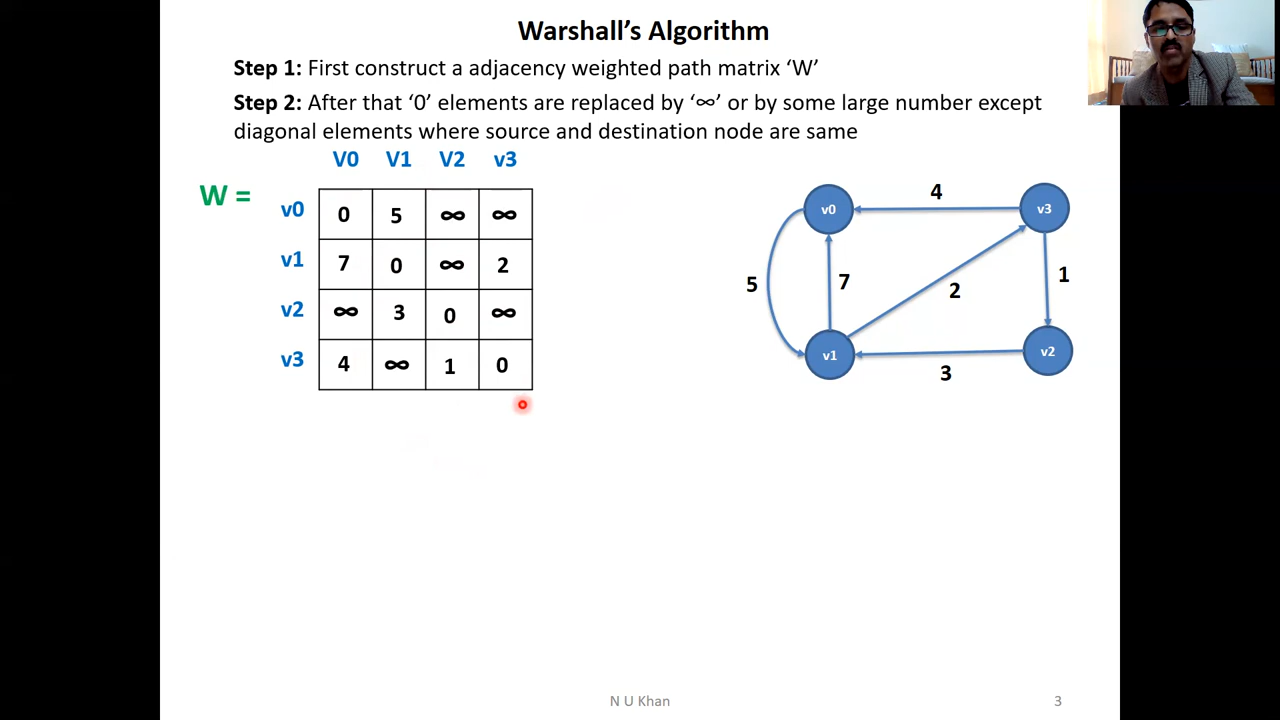 Warshall’s Algorithm
Step 1: First construct a adjacency weighted path matrix ‘W’
Step 2: After that ‘0’ elements are replaced by ‘∞’ or by some large number except
diagonal elements where source and destination node are same
V0 V1 V2 v3
W =
v0 0 5 ∞ ∞
v1 7 0 ∞ 2
v2 ∞ 3 0 ∞
v3 4 ∞ 1 0
4
v0 v3
5 7 2 1
v1 v2
3
N U Khan 3